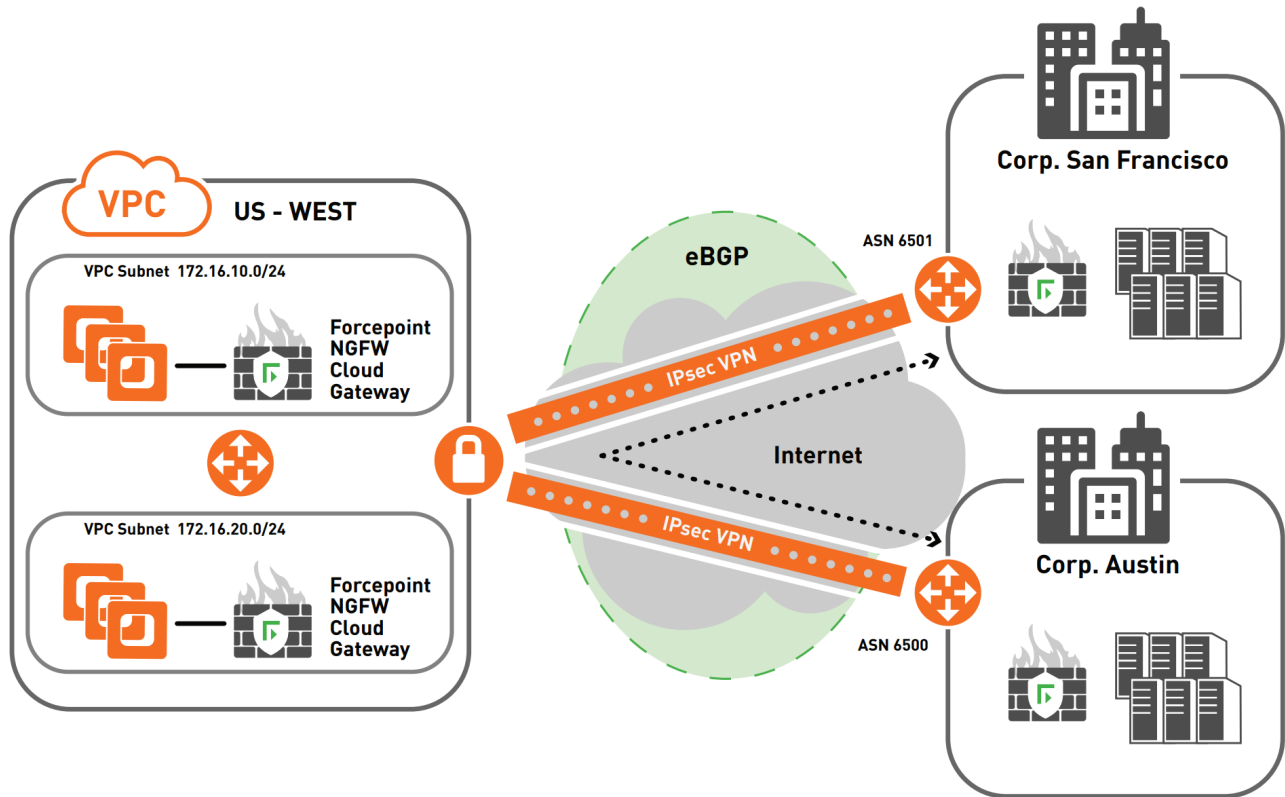 Corp. San Francisco
VPC
US - WEST
ASN 6501
eBGP
VPC Subnet 172.16.10.0/24
Forcepoint
NGFW
Cloud
Gateway
IPsec VPN
Internet
VPC Subnet 172.16.20.0/24
IPsec VPN
Corp. Austin
Forcepoint
NGFW
Cloud
Gateway
ASN 6500